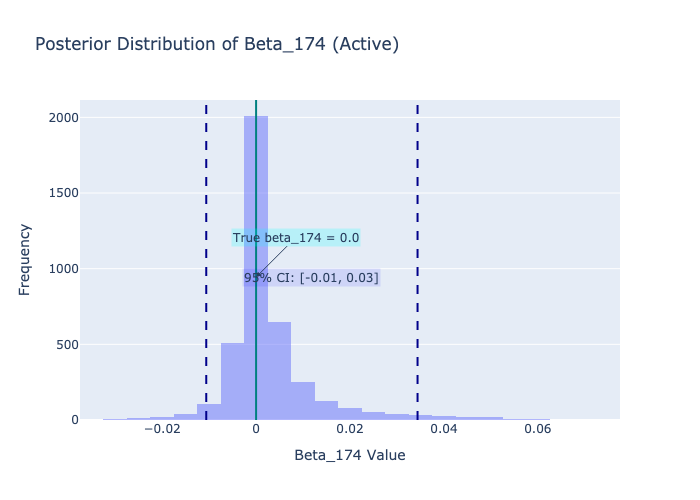 Posterior Distribution of Beta_174 (Active)
2000
1500
1000
500
0
Frequency
True beta_174 = 0.0
95% CI: [-0.01, 0.03]
−0.02
0
0.02
0.04
0.06
Beta_174 Value